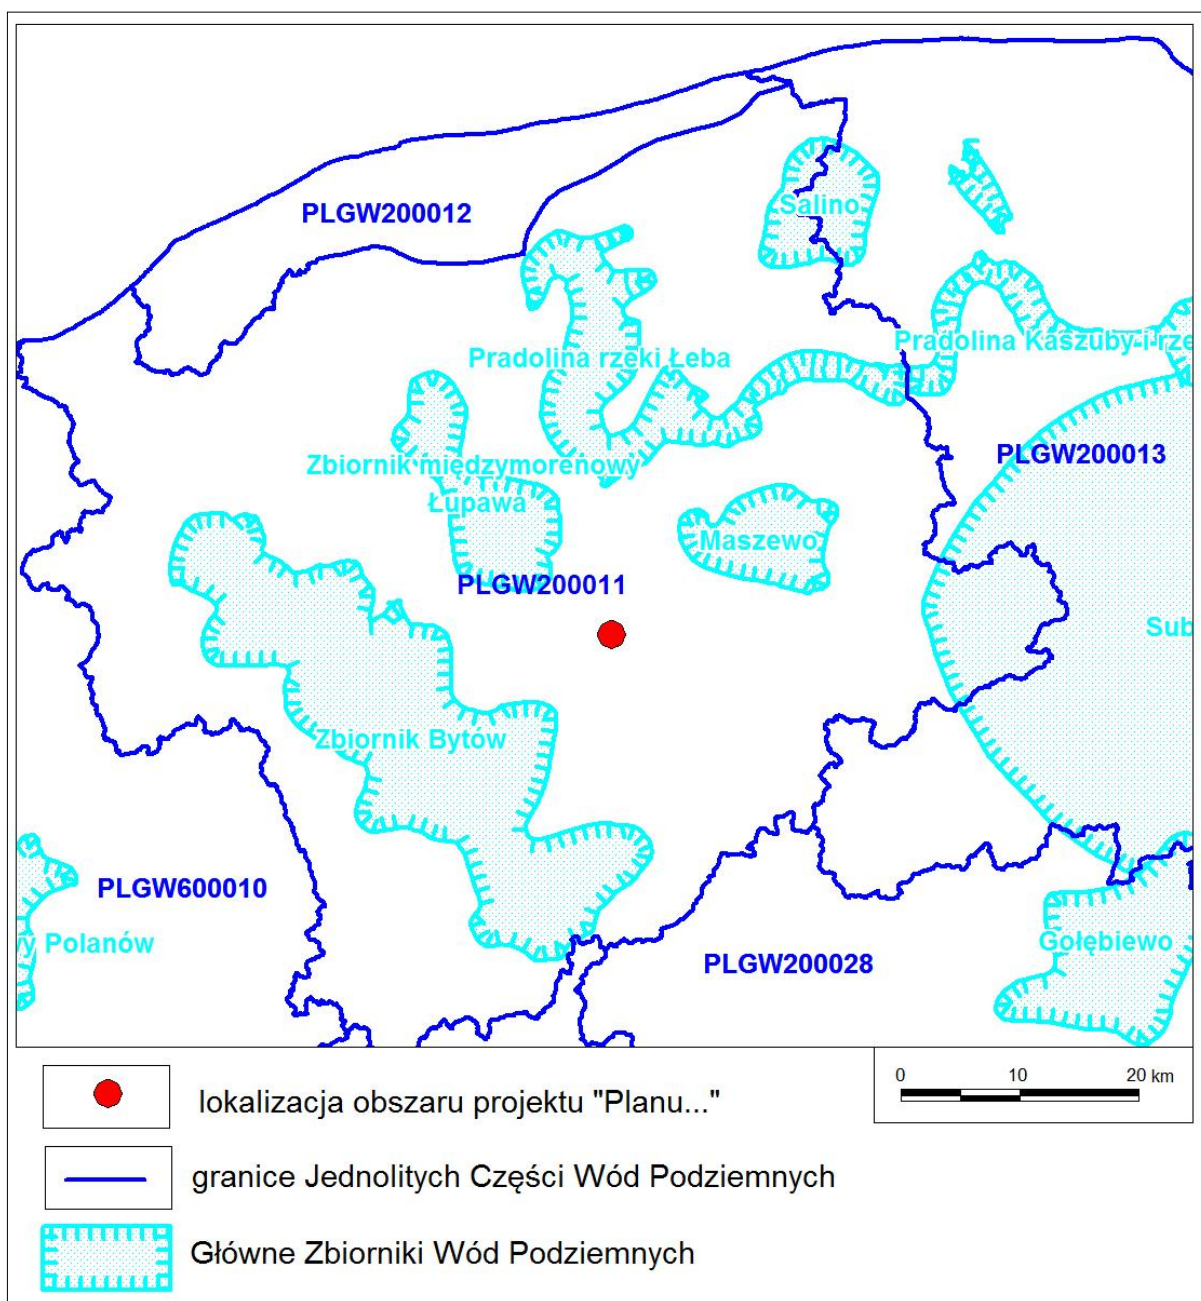 PLGW200012
Salino
Pradolina rzeki Łeba
Pradolina Kaszuby i rze
PLGW200013
Zbiornik międzymorenowy
Łupawa
Maszewo
PLGW200011
Sub
Zbiornik Bytów
PLGW600010
wy Polanów
Gołębiewo
PLGW200028
0 10 20 km
lokalizacja obszaru projektu "Planu..."
granice Jednolitych Części Wód Podziemnych
Główne Zbiorniki Wód Podziemnych